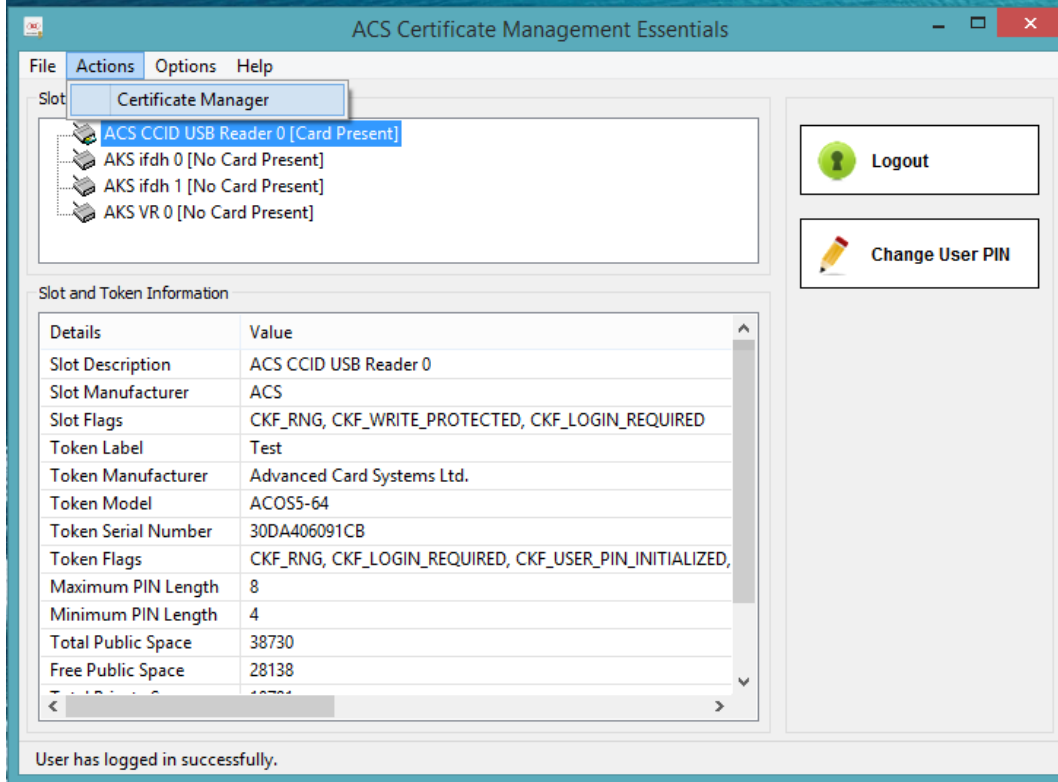 ACS Certificate Management Essentials
File Actions Options Help
Certificate Manager
Slot
ACS CCID USB Reader 0 [Card Present]
AKS ifdh 0 [No Card Present]
AKS ifdh 1 [No Card Present]
AKS VR 0 [No Card Present]
Logout
Change User PIN
Slot and Token Information
Details Value
Slot Description ACS CCID USB Reader 0
Slot Manufacturer ACS
Slot Flags CKF_RNG, CKF_WRITE_PROTECTED, CKF_LOGIN_REQUIRED
Token Label Test
Token Manufacturer Advanced Card Systems Ltd.
Token Model ACOS5-64
Token Serial Number 30DA406091CB
Token Flags CKF_RNG, CKF_LOGIN_REQUIRED, CKF_USER_PIN_INITIALIZED,
Maximum PIN Length 8
Minimum PIN Length 4
Total Public Space 38730
Free Public Space 28138
User has logged in successfully.